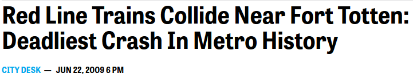 Red Line Trains Collide Near Fort Totten:
Deadliest Crash In Metro History
CITY DESK — JUN 22, 2009 6 PM